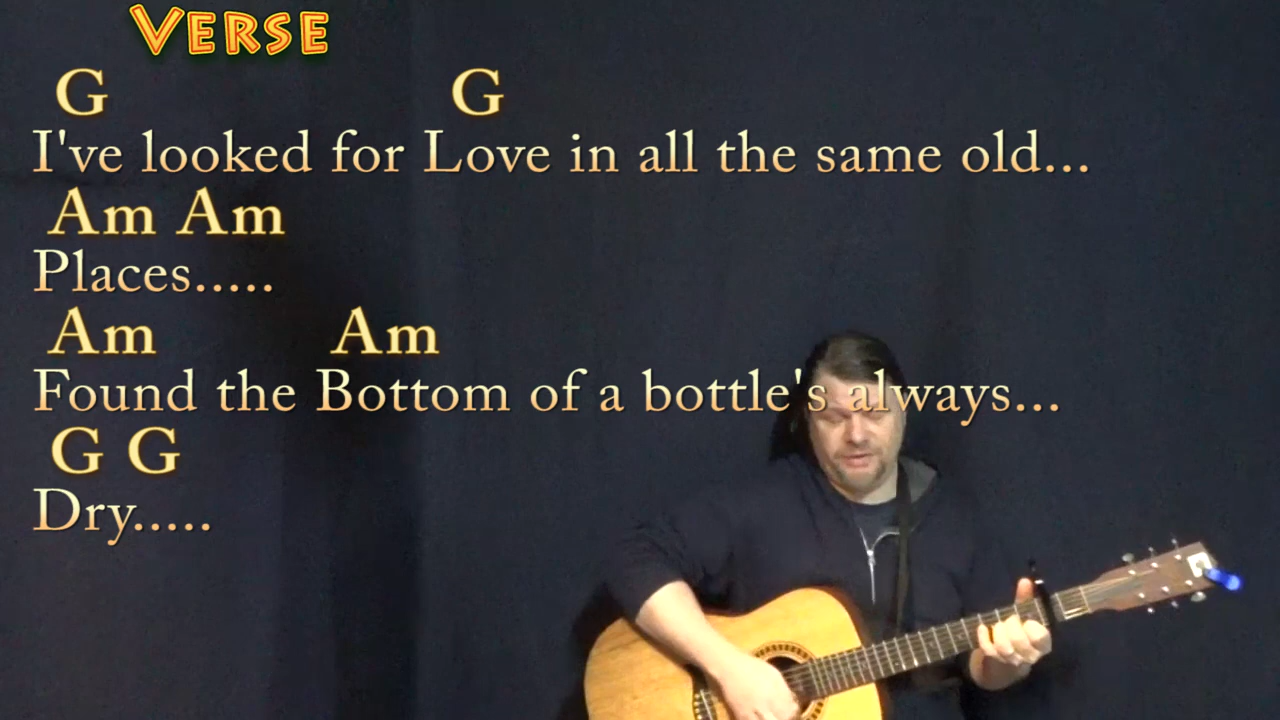 VERSE
G G
I've looked for Love in all the same old...
Am Am
Places.....
Am Am
Found the Bottom of a bottle's always...
G G
Dry.....